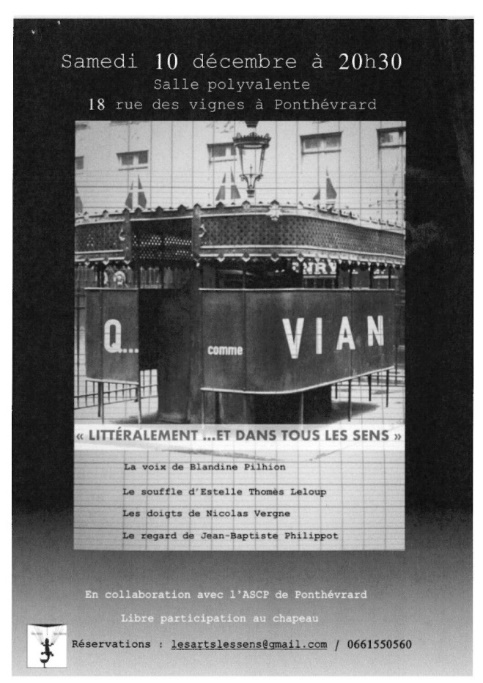 Samedi 10 décembre à 20h30
Salle polyvalente
18 rue des vignes à Ponthévrard
HENRY
Q... comme VIAN
« LITTÉRALEMENT ...ET DANS TOUS LES SENS »
La voix de Blandine Pilhion
Le souffle d'Estelle Thomés Leloup
Les doigts de Nicolas Vergne
Le regard de Jean-Baptiste Philippot
En collaboration avec l'ASCP de Ponthévrard
Libre participation au chapeau
Réservations : lesartslessens@gmail.com / 0661550560